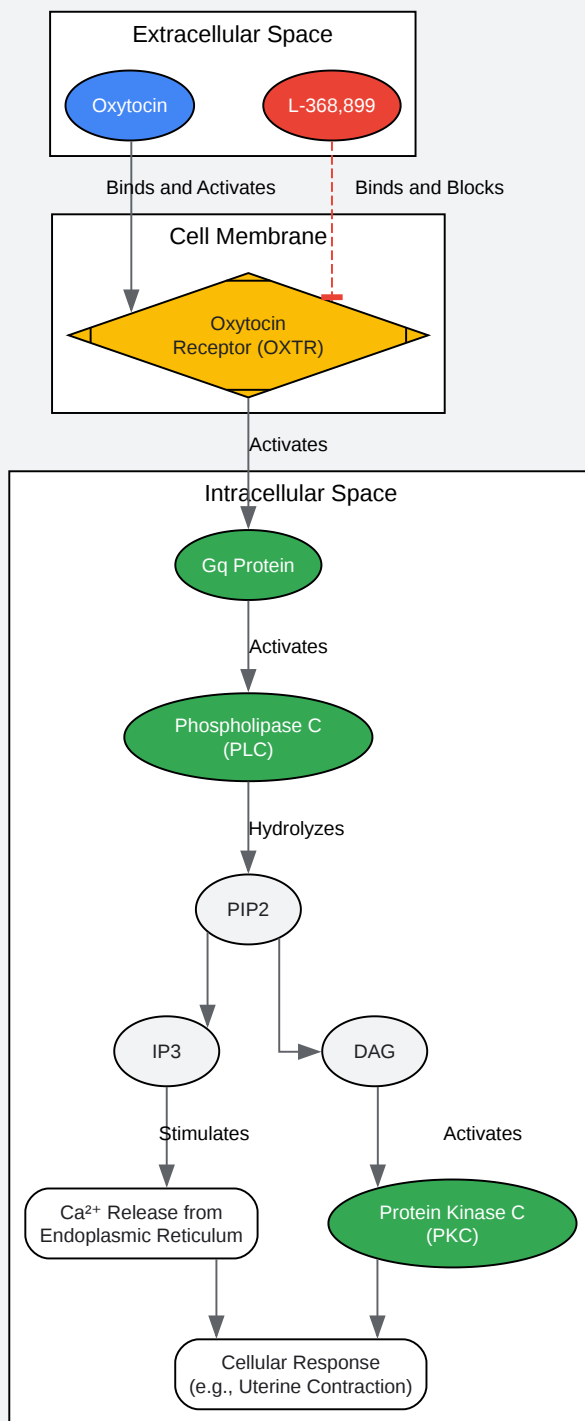 Extracellular Space
Oxytocin
L-368,899
Binds and Activates
Binds and Blocks
Cell Membrane
Oxytocin
Receptor (OXTR)
Activates
Intracellular Space
Gq Protein
Activates
Phospholipase C
(PLC)
Hydrolyzes
PIP2
IP3
DAG
Stimulates
Activates
Ca²⁺ Release from
Endoplasmic Reticulum
Protein Kinase C
(PKC)
Cellular Response
(e.g., Uterine Contraction)